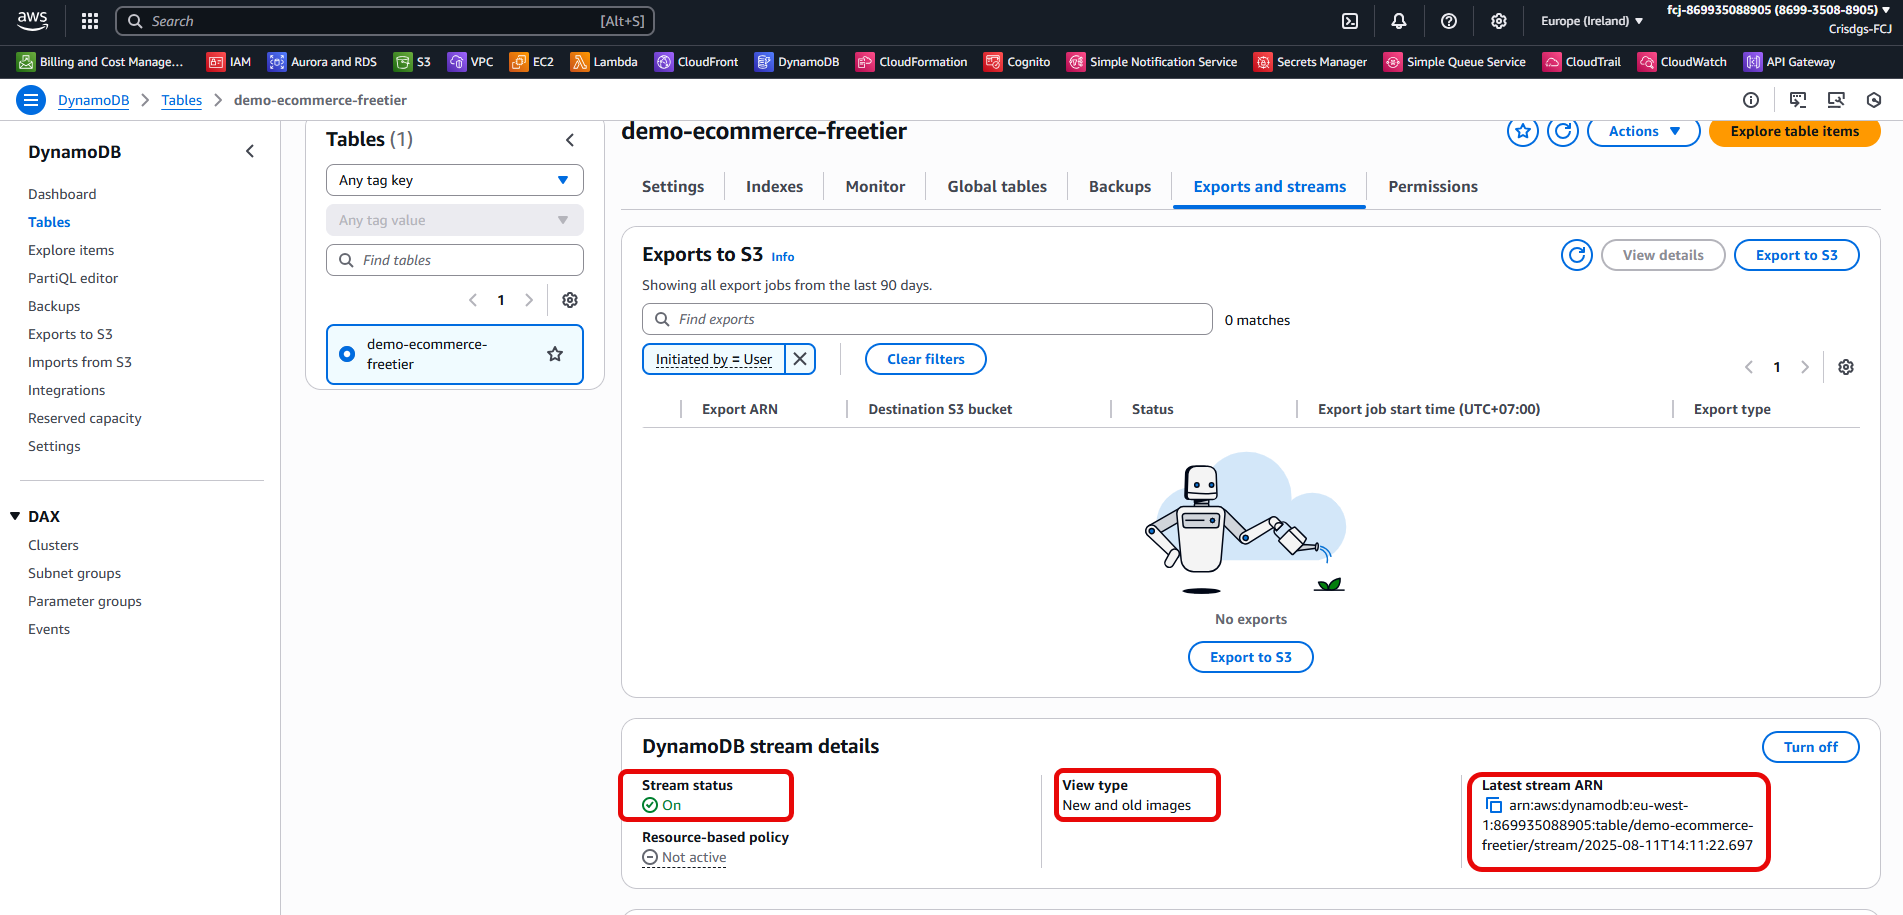 aws
Search
[Alt+S]
Europe (Ireland)
fcj-869935088905 (8699-3508-8905)
Crisdgs-FCJ
Billing and Cost Manage...
IAM
Aurora and RDS
S3
VPC
EC2
Lambda
CloudFront
DynamoDB
CloudFormation
Cognito
Simple Notification Service
Secrets Manager
Simple Queue Service
CloudTrail
CloudWatch
API Gateway
DynamoDB
Tables
demo-ecommerce-freetier
DynamoDB
Dashboard
Tables
Explore items
PartiQL editor
Backups
Exports to S3
Imports from S3
Integrations
Reserved capacity
Settings
DAX
Clusters
Subnet groups
Parameter groups
Events
Tables (1)
Any tag key
Any tag value
Find tables
1
demo-ecommerce-
freetier
demo-ecommerce-freetier
Actions
Explore table items
Settings
Indexes
Monitor
Global tables
Backups
Exports and streams
Permissions
Exports to S3 Info
View details
Export to S3
Showing all export jobs from the last 90 days.
Find exports
0 matches
Initiated by = User
Clear filters
1
Export ARN
Destination S3 bucket
Status
Export job start time (UTC+07:00)
Export type
No exports
Export to S3
DynamoDB stream details
Turn off
Stream status
On
Resource-based policy
Not active
View type
New and old images
Latest stream ARN
arn:aws:dynamodb:eu-west-
1:869935088905:table/demo-ecommerce-
freetier/stream/2025-08-11T14:11:22.697